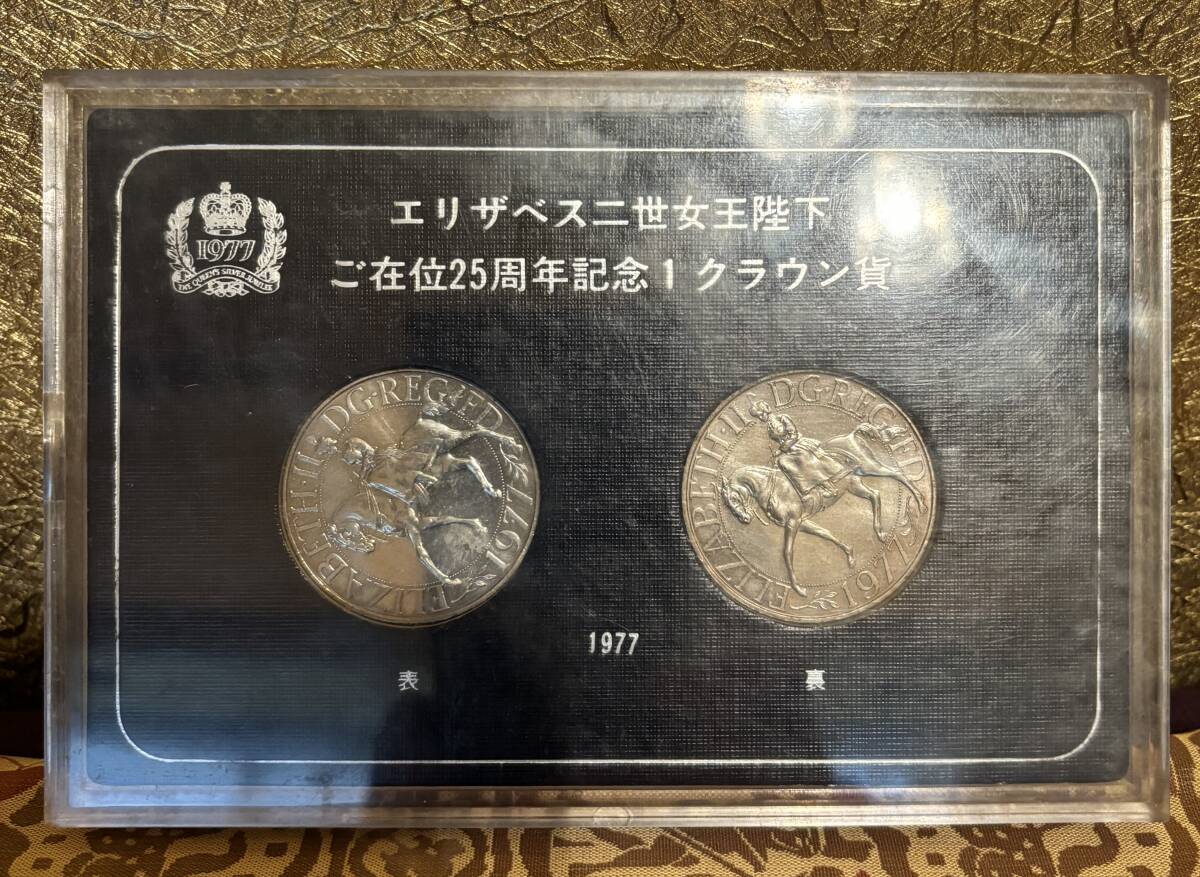 エリザベス二世女王陛下
ご在位25周年記念1クラウン貨
1977
THE QUEEN'S SILVER JUBILEE
ELIZABETH·II DG·REG FD 1977
ELIZABETH·II DG·REG FD 1977
1977
表
裏